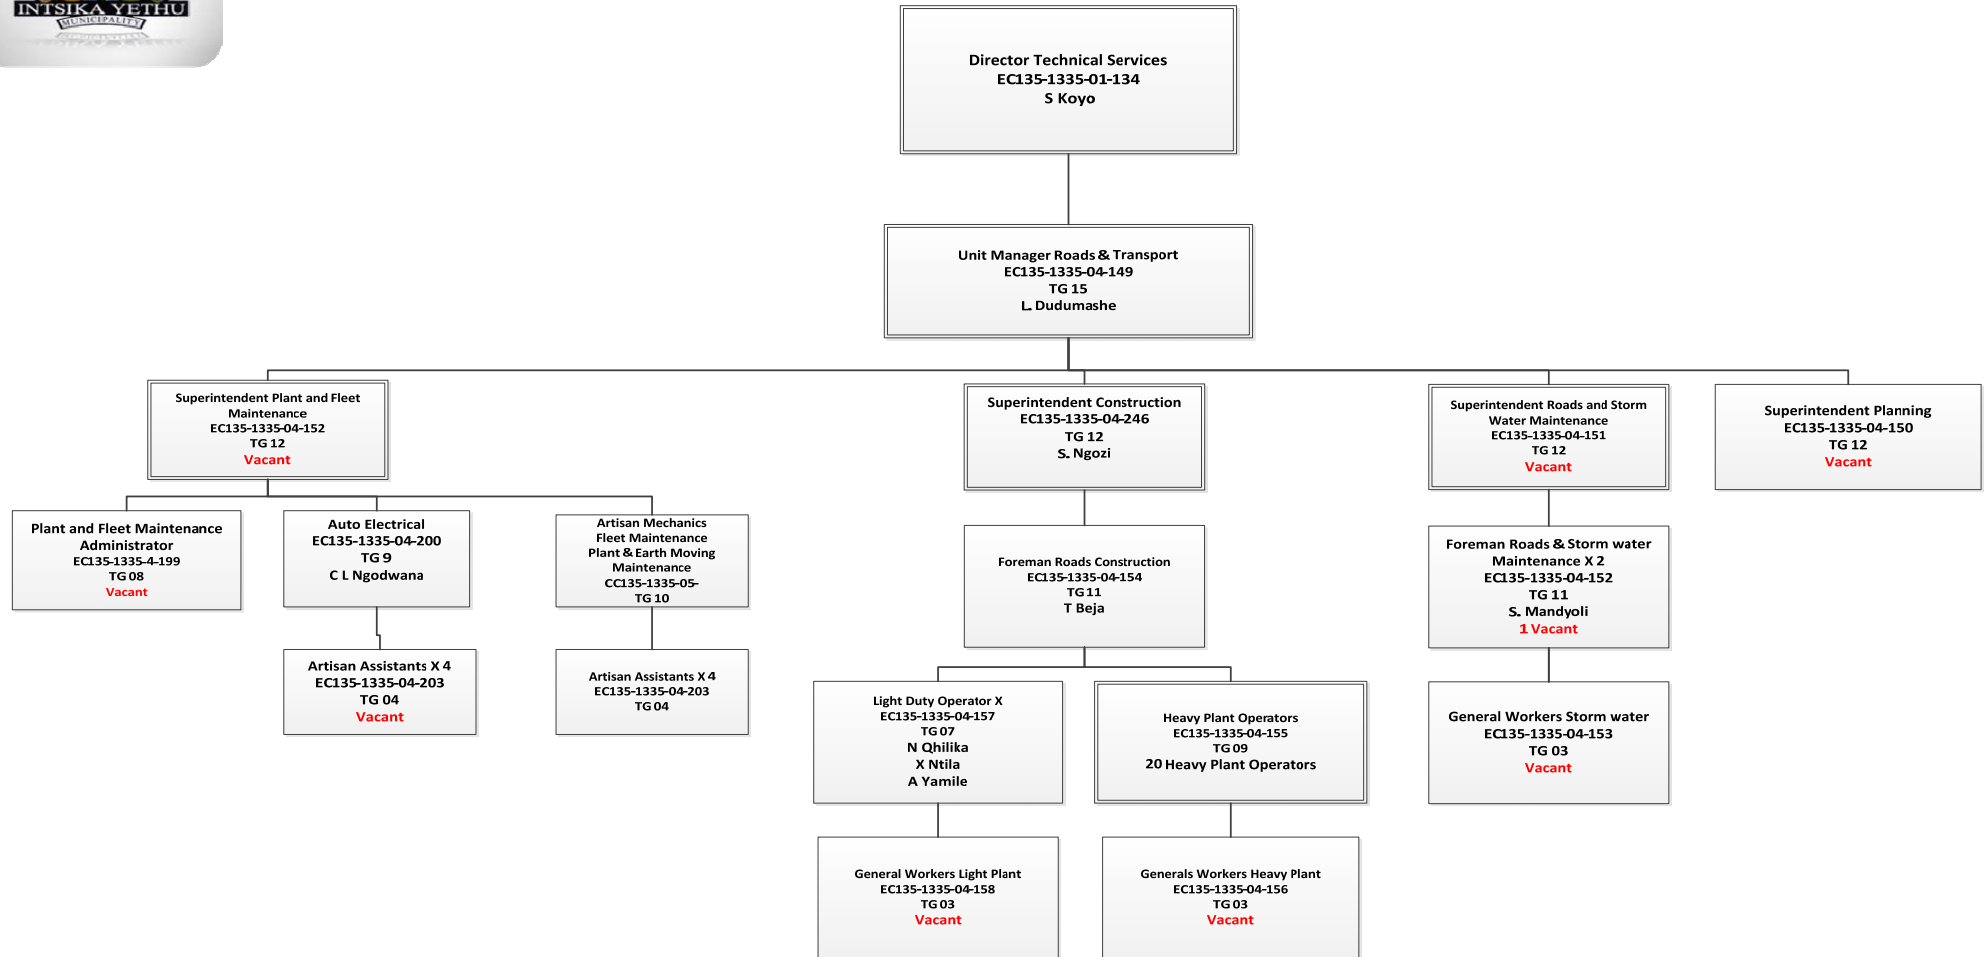 INTSIKA YETHU
MUNICIPALITY
Director Technical Services
EC135-1335-01-134
S Koyo
Unit Manager Roads & Transport
EC135-1335-04-149
TG 15
L. Dudumashe
Superintendent Plant and Fleet
Maintenance
EC135-1335-04-152
TG 12
Vacant
Superintendent Construction
EC135-1335-04-246
TG 12
S. Ngozi
Superintendent Roads and Storm
Water Maintenance
EC135-1335-04-151
TG 12
Vacant
Superintendent Planning
EC135-1335-04-150
TG 12
Vacant
Plant and Fleet Maintenance
Administrator
EC135-1335-4-199
TG 08
Vacant
Auto Electrical
EC135-1335-04-200
TG 9
C L Ngodwana
Artisan Mechanics
Fleet Maintenance
Plant & Earth Moving
Maintenance
CC135-1335-05-
TG 10
Foreman Roads Construction
EC135-1335-04-154
TG 11
T Beja
Foreman Roads & Storm water
Maintenance X 2
EC135-1335-04-152
TG 11
S. Mandyoli
1 Vacant
Artisan Assistants X 4
EC135-1335-04-203
TG 04
Vacant
Artisan Assistants X 4
EC135-1335-04-203
TG 04
Light Duty Operator X
EC135-1335-04-157
TG 07
N Qhilika
X Ntila
A Yamile
Heavy Plant Operators
EC135-1335-04-155
TG 09
20 Heavy Plant Operators
General Workers Storm water
EC135-1335-04-153
TG 03
Vacant
General Workers Light Plant
EC135-1335-04-158
TG 03
Vacant
Generals Workers Heavy Plant
EC135-1335-04-156
TG 03
Vacant